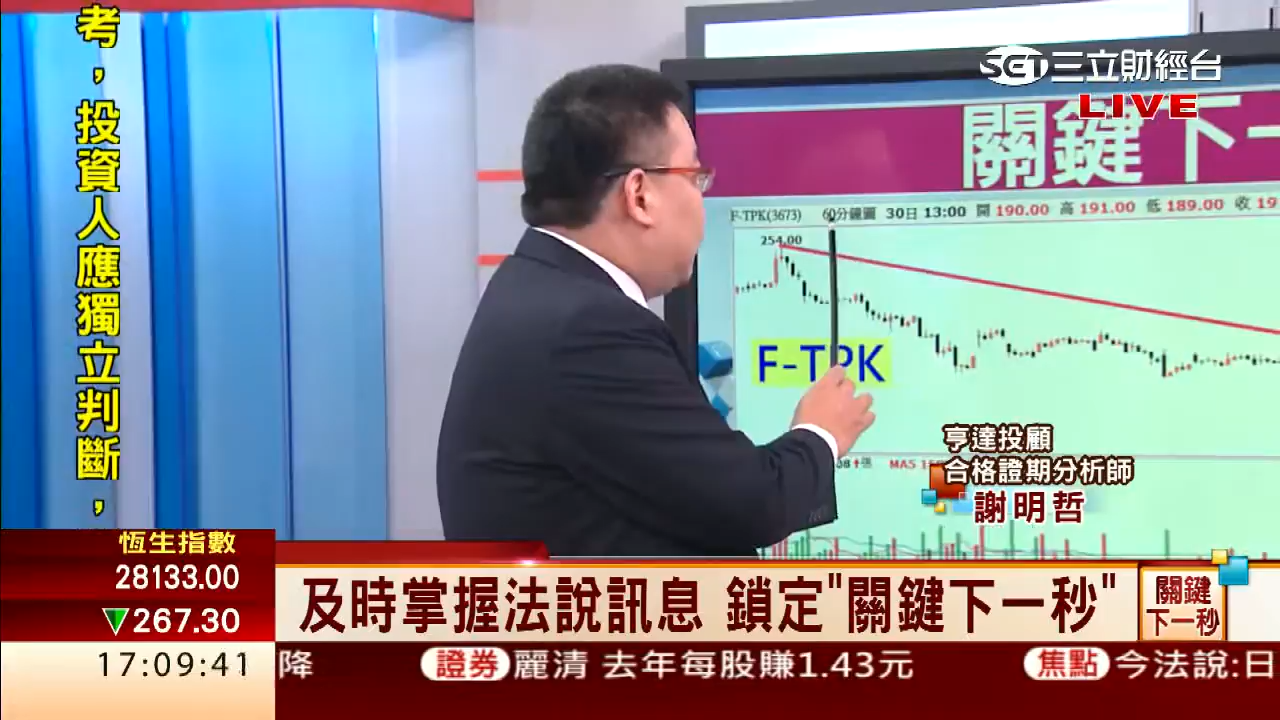 考，投資人應獨立判斷，
SET三立財經台
LIVE
關鍵下一
F-TPK(3673) 60分鐘圖 30日 13:00 開 190.00 高 191.00 低 189.00 收 19
254.00
F-TPK
MA5
亨達投顧
合格證期分析師
謝明哲
恆生指數
28133.00
▼267.30
17:09:41
及時掌握法說訊息 鎖定"關鍵下一秒"
關鍵
下一秒
降 證券 麗清 去年每股賺1.43元 焦點 今法說:日